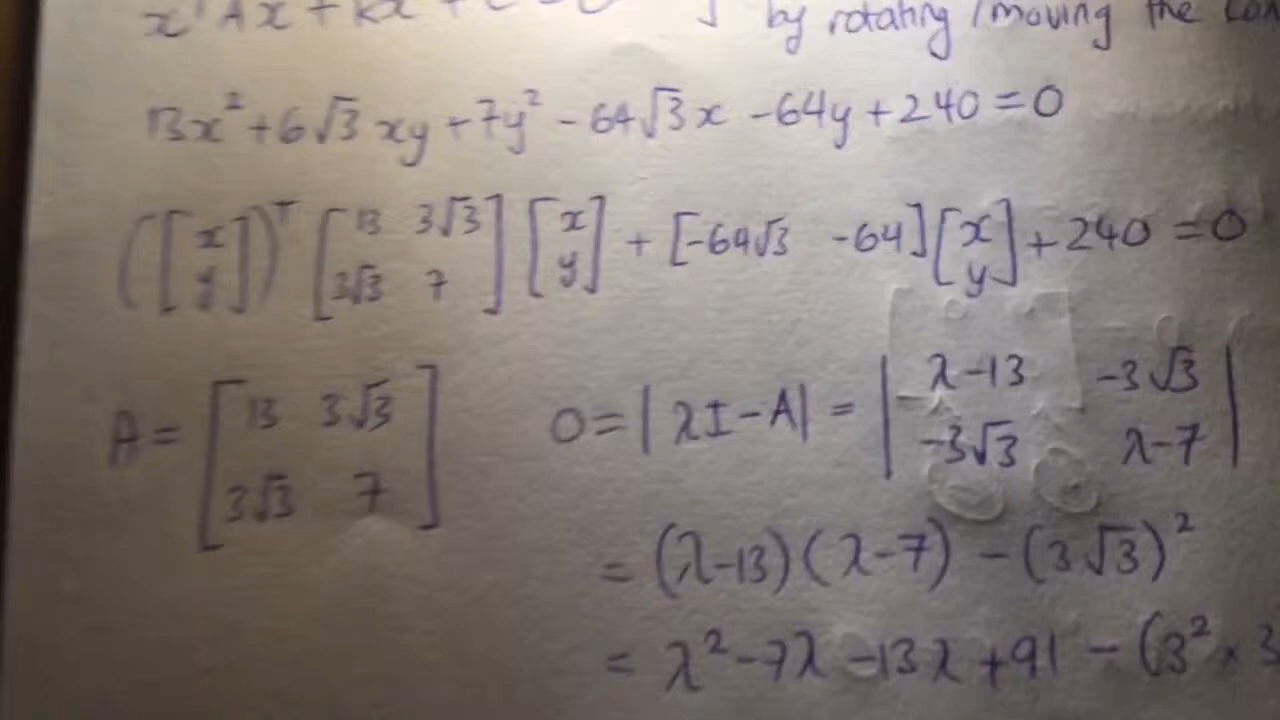 by rotating / moving the
13x² + 6√3 xy + 7y² - 64√3x - 64y + 240 = 0
([x y])ᵀ [13 3√3 3√3 7] [x y] + [-64√3 -64] [x y] + 240 = 0
A = [13 3√3 3√3 7] 0 = |λI - A| = |λ-13 -3√3 -3√3 λ-7|
= (λ-13)(λ-7) - (3√3)²
= λ² - 7λ - 13λ + 91 - (3² × 3